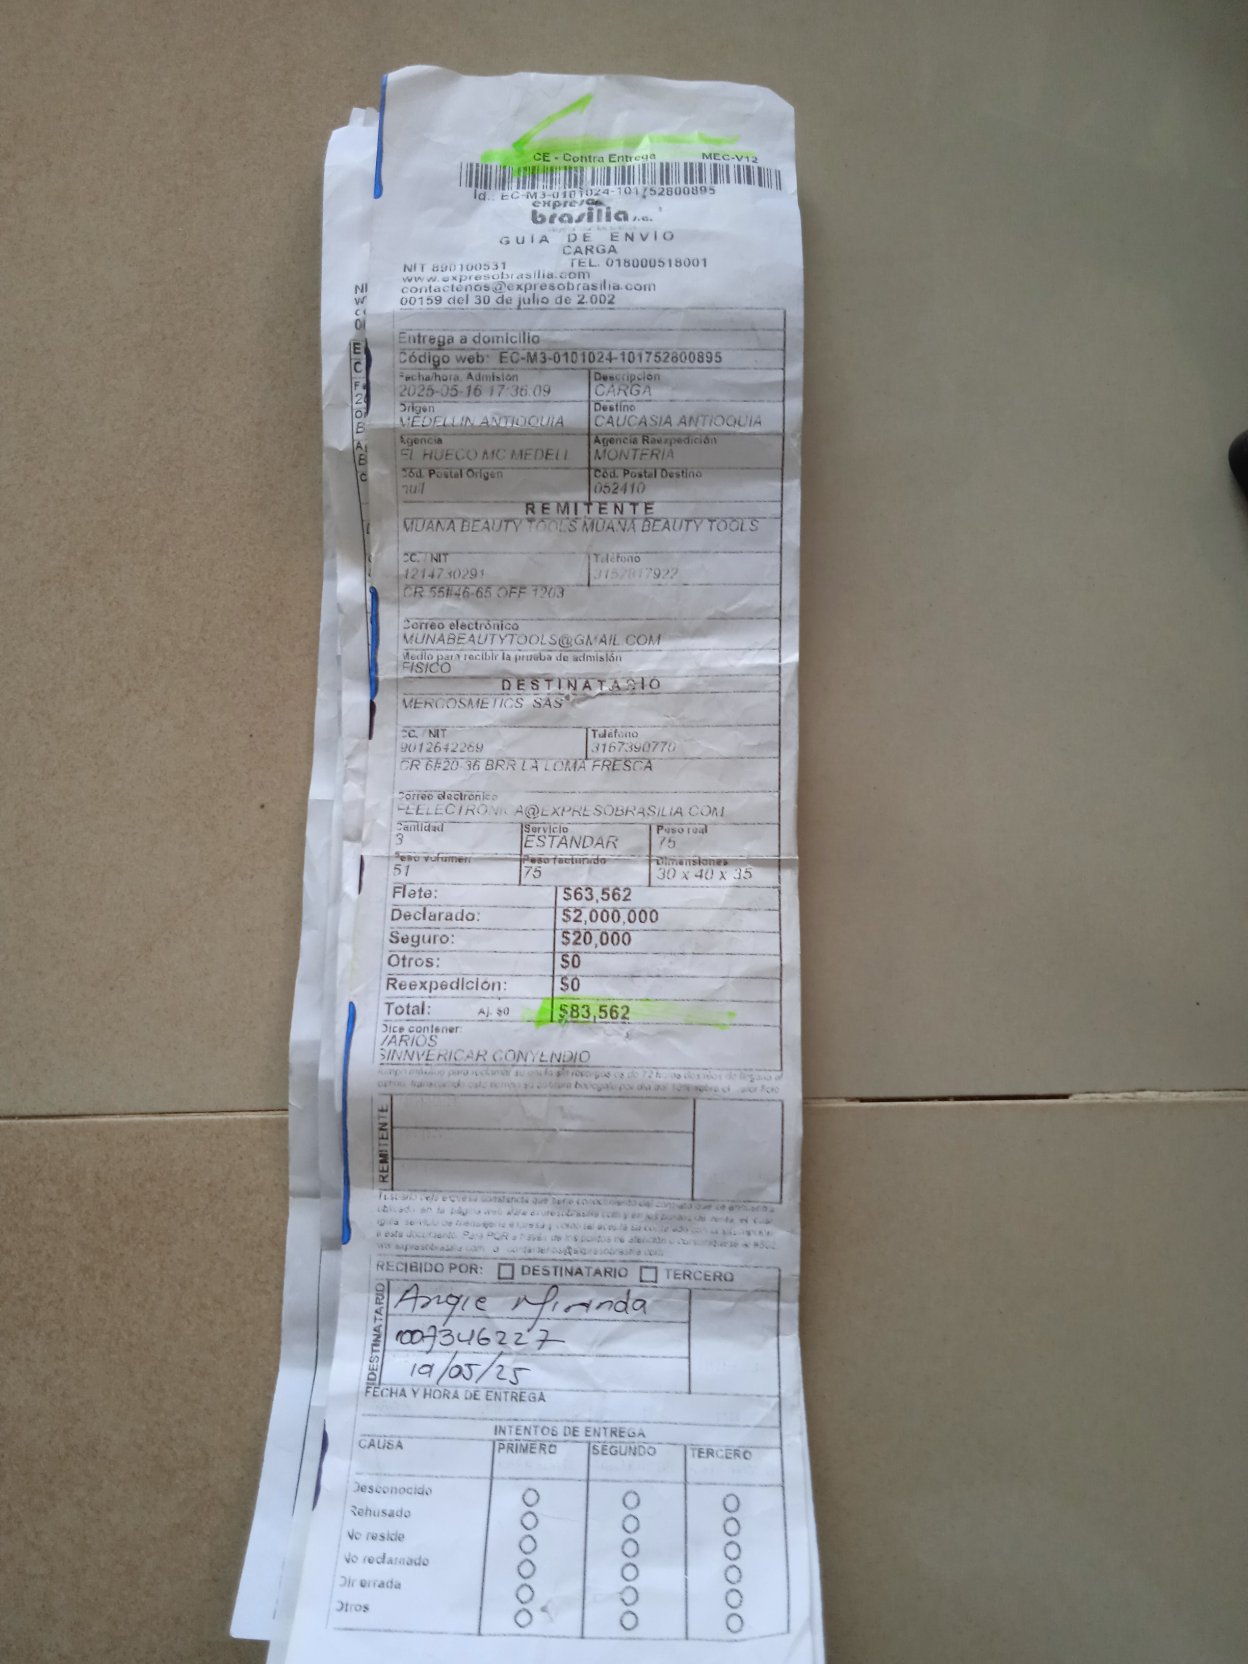 CE - Contra Entrega MEC-V12
Id.: EC-M3-0101024-101752800895
expreso
brasilia s.a.
GUIA DE ENVIO
CARGA
NIT 890100531 TEL. 018000518001
www.expresobrasilia.com
contactenos@expresobrasilia.com
00159 del 30 de julio de 2.002
Entrega a domicilio
Código web: EC-M3-0101024-101752800895
Fecha/hora. Admisión Descripción
2025-05-16 17:36:09 CARGA
Origen Destino
MEDELLIN ANTIOQUIA CAUCASIA ANTIOQUIA
Agencia Agencia Reexpedición
EL HUECO MC MEDELL MONTERIA
Cód. Postal Origen Cód. Postal Destino
null 052410
REMITENTE
MUANA BEAUTY TOOLS MUANA BEAUTY TOOLS
CC. / NIT Teléfono
1214730291 3152817922
CR 55#46-65 OFF 1203
Correo electrónico
MUNABEAUTYTOOLS@GMAIL.COM
Medio para recibir la prueba de admisión
FISICO
DESTINATARIO
MERCOSMETICS SAS
CC. / NIT Teléfono
9012642269 3167390770
CR 6#20-36 BRR LA LOMA FRESCA
Correo electrónico
FELECTRONICA@EXPRESOBRASILIA.COM
Cantidad Servicio Peso real
3 ESTANDAR 75
Peso volumen Peso facturado Dimensiones
51 75 30 x 40 x 35
Flete: $63,562
Declarado: $2,000,000
Seguro: $20,000
Otros: $0
Reexpedición: $0
Total: Aj. $0 $83,562
Dice contener:
VARIOS
SINNVERICAR CONYENDIO
REMITENTE
RECIBIDO POR: DESTINATARIO TERCERO
DESTINATARIO
Angie Miranda
1007346227
19/05/25
FECHA Y HORA DE ENTREGA
INTENTOS DE ENTREGA
CAUSA PRIMERO SEGUNDO TERCERO
Desconocido
Rehusado
No reside
No reclamado
Dir errada
Otros